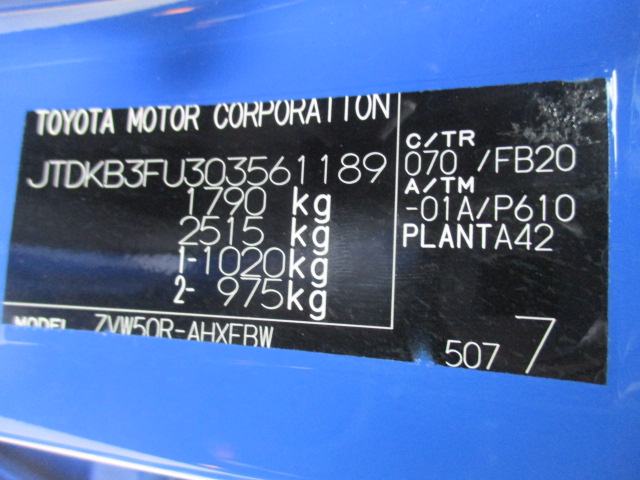 TOYOTA MOTOR CORPORATION
JTDKB3FU303561189
1790 kg
2515 kg
1-1020kg
2- 975kg
MODEL ZVW50R-AHXEBW
C/TR
070 /FB20
A/TM
-01A/P610
PLANTA42
507 7